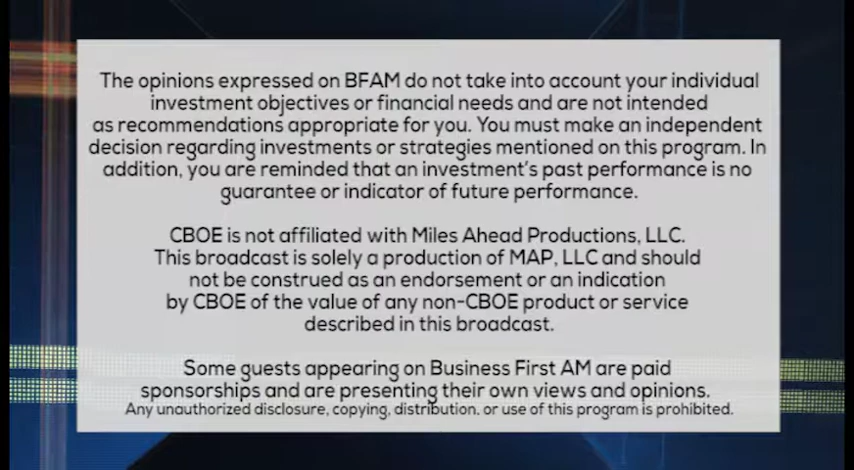 The opinions expressed on BFAM do not take into account your individual
investment objectives or financial needs and are not intended
as recommendations appropriate for you. You must make an independent
decision regarding investments or strategies mentioned on this program. In
addition, you are reminded that an investment's past performance is no
guarantee or indicator of future performance.
CBOE is not affiliated with Miles Ahead Productions, LLC.
This broadcast is solely a production of MAP, LLC and should
not be construed as an endorsement or an indication
by CBOE of the value of any non-CBOE product or service
described in this broadcast.
Some guests appearing on Business First AM are paid
sponsorships and are presenting their own views and opinions.
Any unauthorized disclosure, copying, distribution, or use of this program is prohibited.